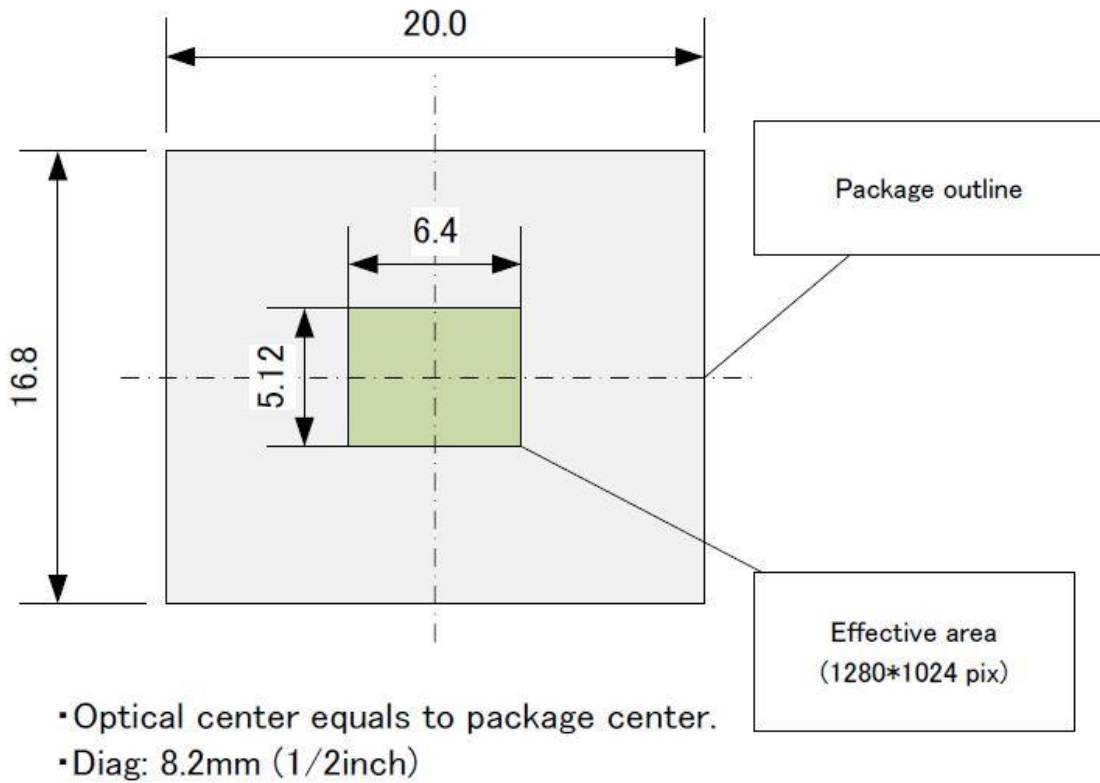 20.0
Package outline
6.4
16.8
5.12
Effective area
(1280*1024 pix)
・Optical center equals to package center.
・Diag: 8.2mm (1/2inch)